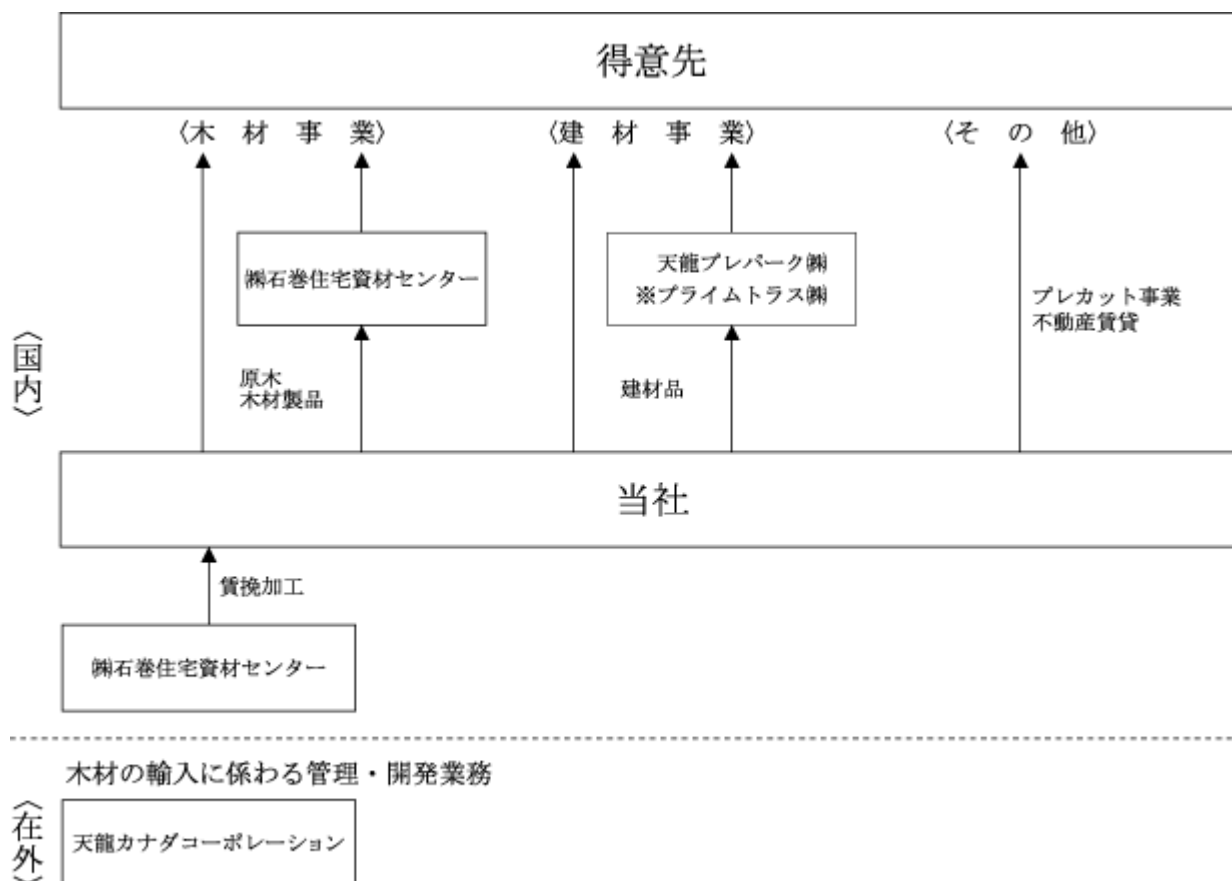 得意先
〈木材事業〉
〈建材事業〉
〈その他〉
㈱石巻住宅資材センター
天龍プレパーク㈱
※プライムトラス㈱
プレカット事業
不動産賃貸
〈国内〉
原木
木材製品
建材品
当社
賃挽加工
㈱石巻住宅資材センター
木材の輸入に係わる管理・開発業務
〈在外〉
天龍カナダコーポレーション